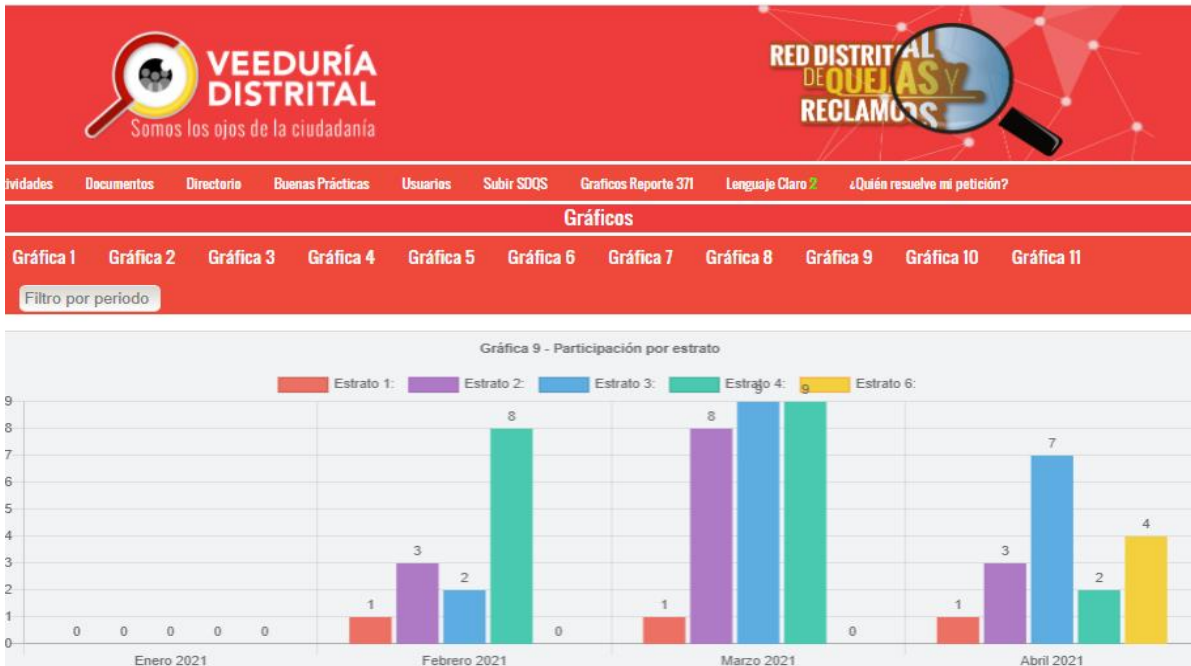 VEEDURÍA
DISTRITAL
Somos los ojos de la ciudadanía
RED DISTRITAL
DE QUEJAS Y
RECLAMOS
tividades Documentos Directorio Buenas Prácticas Usuarios Subir SDQS Graficos Reporte 371 Lenguaje Claro 2 ¿Quién resuelve mi petición?
Gráficos
Gráfica 1 Gráfica 2 Gráfica 3 Gráfica 4 Gráfica 5 Gráfica 6 Gráfica 7 Gráfica 8 Gráfica 9 Gráfica 10 Gráfica 11
Filtro por periodo
Gráfica 9 - Participación por estrato
Estrato 1: Estrato 2: Estrato 3: Estrato 4: Estrato 6:
9
8
7
6
5
4
3
2
1
0
0 0 0 0 0
1 3 2 8 0
1 8 9 9 0
1 3 7 2 4
Enero 2021 Febrero 2021 Marzo 2021 Abril 2021